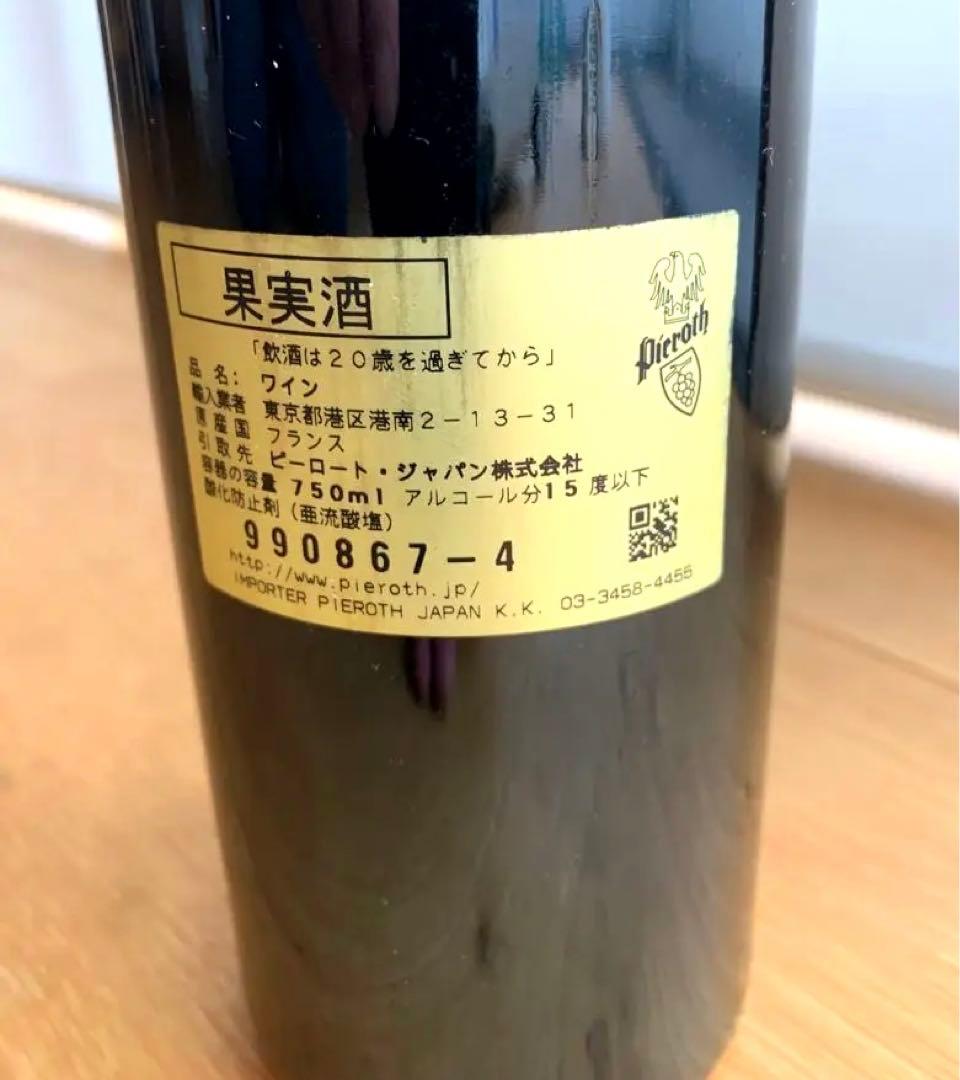 果実酒
Pieroth
「飲酒は20歳を過ぎてから」
品 名: ワイン
輸入業者 東京都港区港南2-13-31
原産国 フランス
引取先 ピーロート・ジャパン株式会社
容器の容量 750ml アルコール分15度以下
酸化防止剤(亜流酸塩)
990867-4
http://www.pieroth.jp/
IMPORTER PIEROTH JAPAN K.K. 03-3458-4455